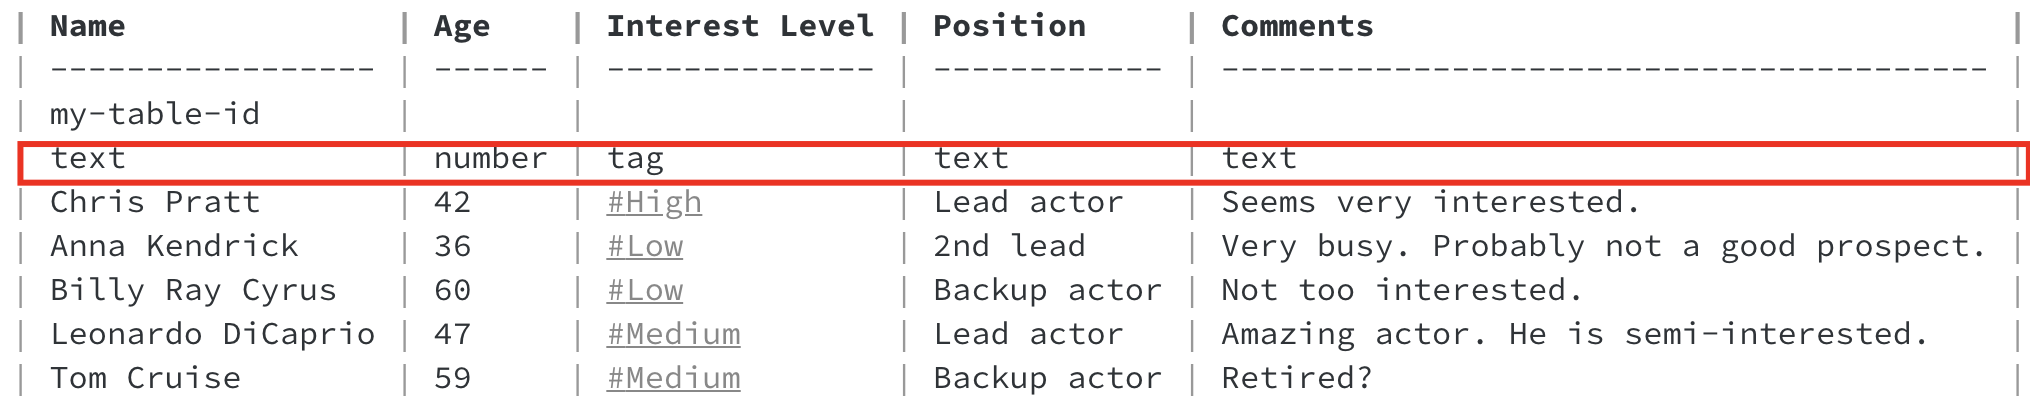 | Name              | Age    | Interest Level | Position     | Comments                                 |
| ----------------- | ------ | -------------- | ------------ | ---------------------------------------- |
| my-table-id       |        |                |              |                                          |
| text              | number | tag            | text         | text                                     |
| Chris Pratt       | 42     | #High          | Lead actor   | Seems very interested.                   |
| Anna Kendrick     | 36     | #Low           | 2nd lead     | Very busy. Probably not a good prospect. |
| Billy Ray Cyrus   | 60     | #Low           | Backup actor | Not too interested.                      |
| Leonardo DiCaprio | 47     | #Medium        | Lead actor   | Amazing actor. He is semi-interested.    |
| Tom Cruise        | 59     | #Medium        | Backup actor | Retired?                                 |